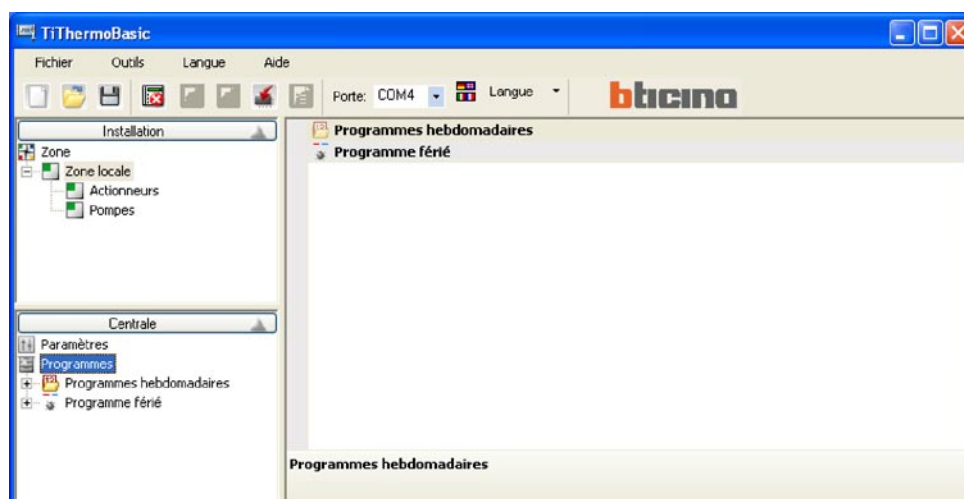 TiThermoBasic
Fichier Outils Langue Aide
Porte: COM4 Langue bticino
Installation
Zone
Zone locale
Actionneurs
Pompes
Centrale
Paramètres
Programmes
Programmes hebdomadaires
Programme férié
Programmes hebdomadaires
Programme férié
Programmes hebdomadaires